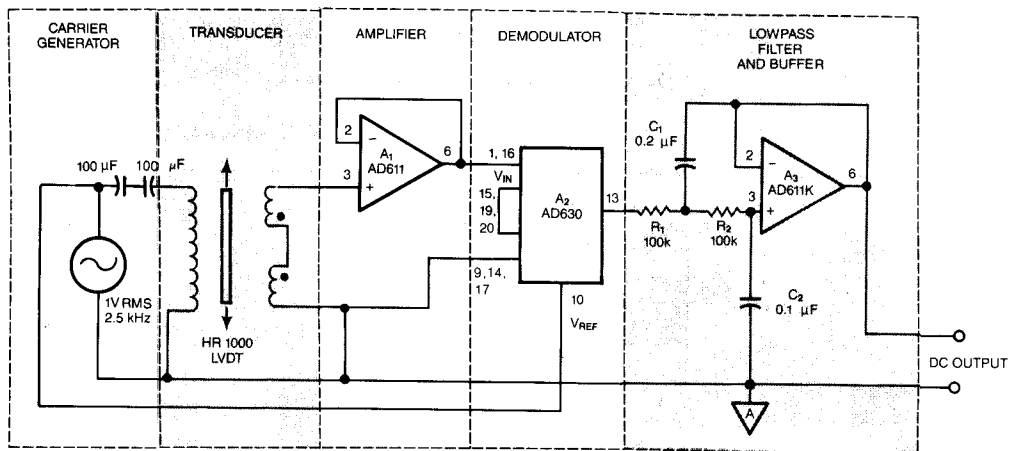 CARRIER
GENERATOR
TRANSDUCER
AMPLIFIER
DEMODULATOR
LOWPASS
FILTER
AND BUFFER
100 µF
100 µF
1V RMS
2.5 kHz
HR 1000
LVDT
2
−
A1
AD611
3
+
6
1, 16
VIN
15,
19,
20
A2
AD630
13
9, 14,
17
10
VREF
C1
0.2 µF
R1
100k
R2
100k
2
−
A3
AD611K
3
+
6
C2
0.1 µF
DC OUTPUT
A